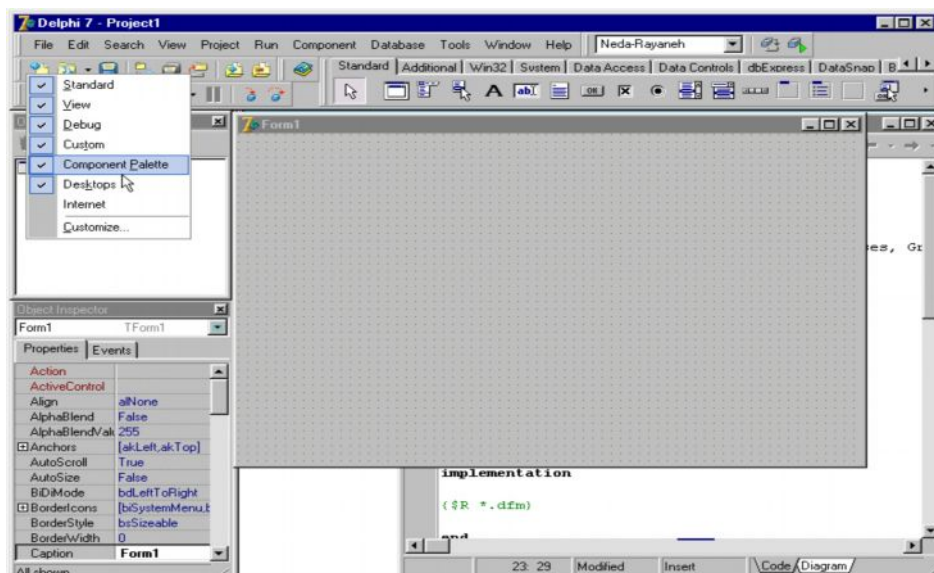 Delphi 7 - Project1
File Edit Search View Project Run Component Database Tools Window Help Neda-Rayaneh
Standard Additional Win32 System Data Access Data Controls dbExpress DataSnap B
Standard
View
Debug
Custom
Component Palette
Desktops
Internet
Customize...
Form1
es, Gr
Object Inspector
Form1 TForm1
Properties Events
Action
ActiveControl
Align alNone
AlphaBlend False
AlphaBlendVal 255
Anchors [akLeft,akTop]
AutoScroll True
AutoSize False
BiDiMode bdLeftToRight
BorderIcons [biSystemMenu,
BorderStyle bsSizeable
BorderWidth 0
Caption Form1
All shown
implementation
{$R *.dfm}
end
23: 29 Modified Insert Code Diagram